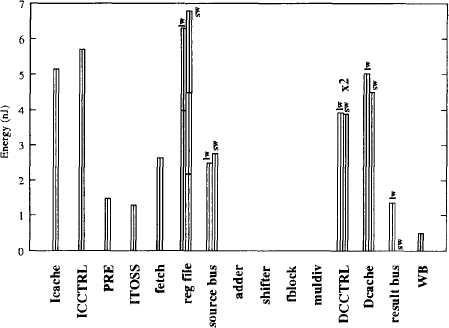 7
6
5
4
3
2
1
0
Energy (nJ)
lw
sw
lw
sw
lw
sw
x2
lw
sw
lw
sw
Icache
ICCTRL
PRE
ITOSS
fetch
reg file
source bus
adder
shifter
fblock
muldiv
DCCTRL
Dcache
result bus
WB